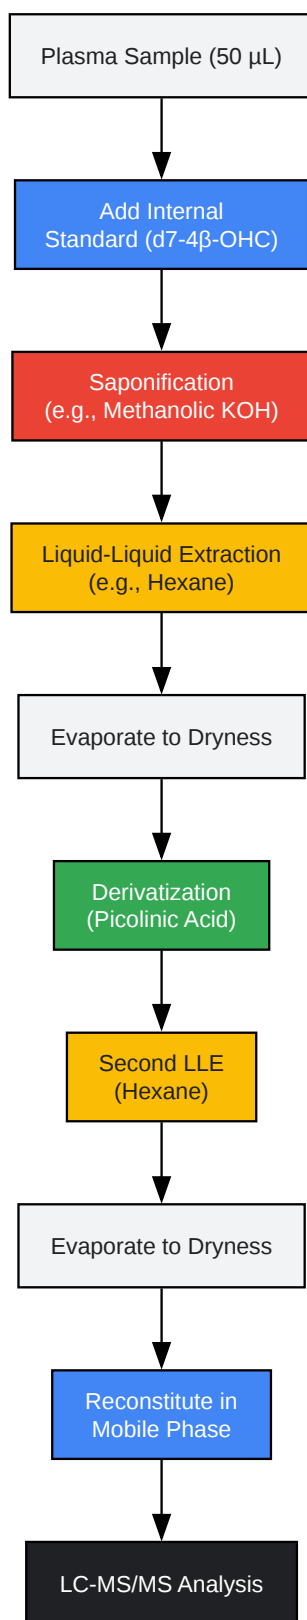 Plasma Sample (50 µL)
Add Internal
Standard (d7-4β-OHC)
Saponification
(e.g., Methanolic KOH)
Liquid-Liquid Extraction
(e.g., Hexane)
Evaporate to Dryness
Derivatization
(Picolinic Acid)
Second LLE
(Hexane)
Evaporate to Dryness
Reconstitute in
Mobile Phase
LC-MS/MS Analysis